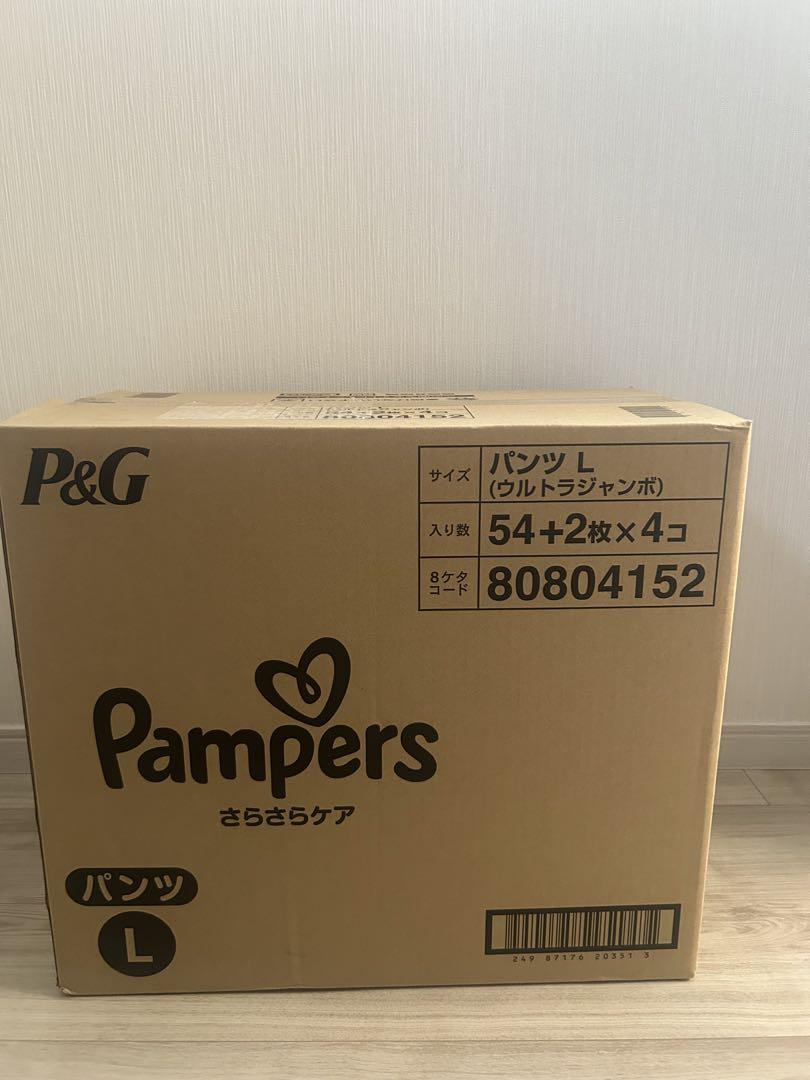 80804152
P&G
サイズ
パンツ L
(ウルトラジャンボ)
入り数
54+2枚×4コ
8ケタ
コード
80804152
Pampers
さらさらケア
パンツ
L
249 87176 20351 3